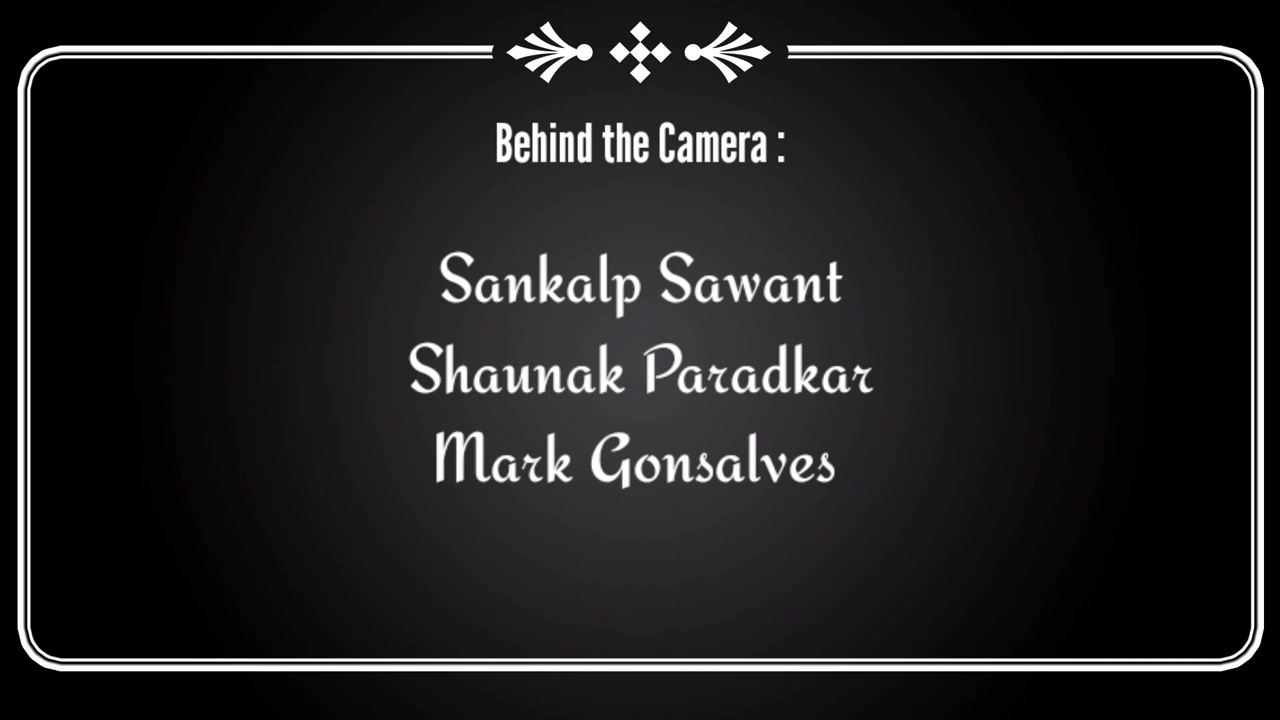 Behind the Camera :
Sankalp Sawant
Shaunak Paradkar
Mark Gonsalves